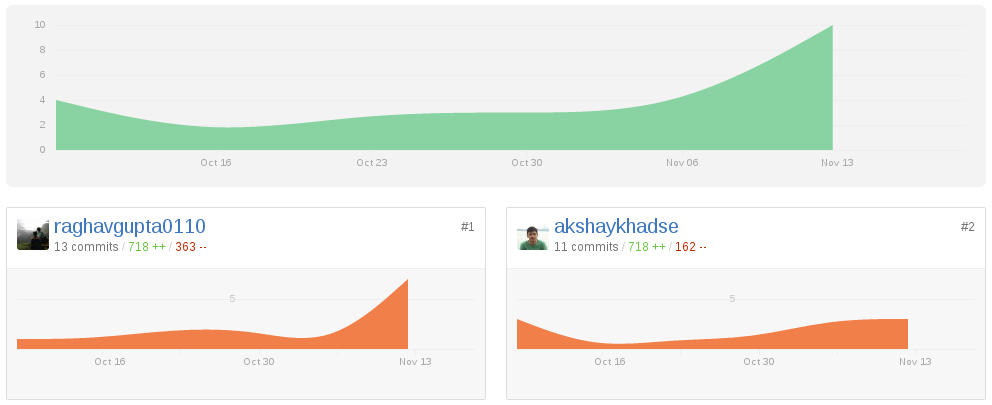 10
8
6
4
2
0
Oct 16 Oct 23 Oct 30 Nov 06 Nov 13
raghavgupta0110 #1
13 commits / 718 ++ / 363 --
5
Oct 16 Oct 30 Nov 13
akshaykhadse #2
11 commits / 718 ++ / 162 --
5
Oct 16 Oct 30 Nov 13